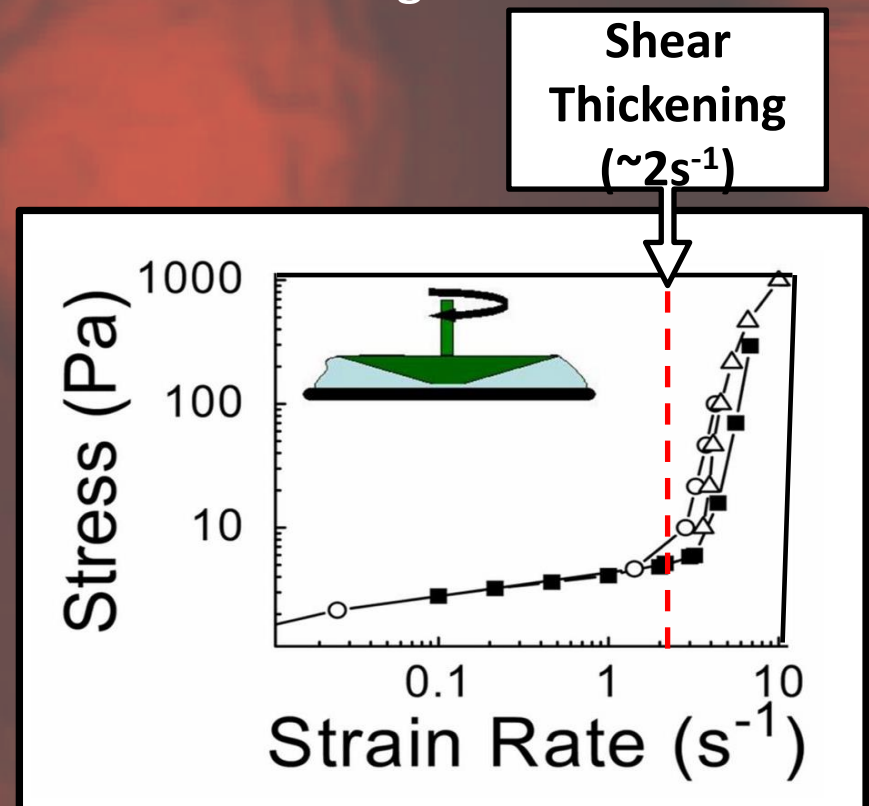 Shear
Thickening
(~2s⁻¹)
1000
100
10
Stress (Pa)
0.1 1 10
Strain Rate (s⁻¹)